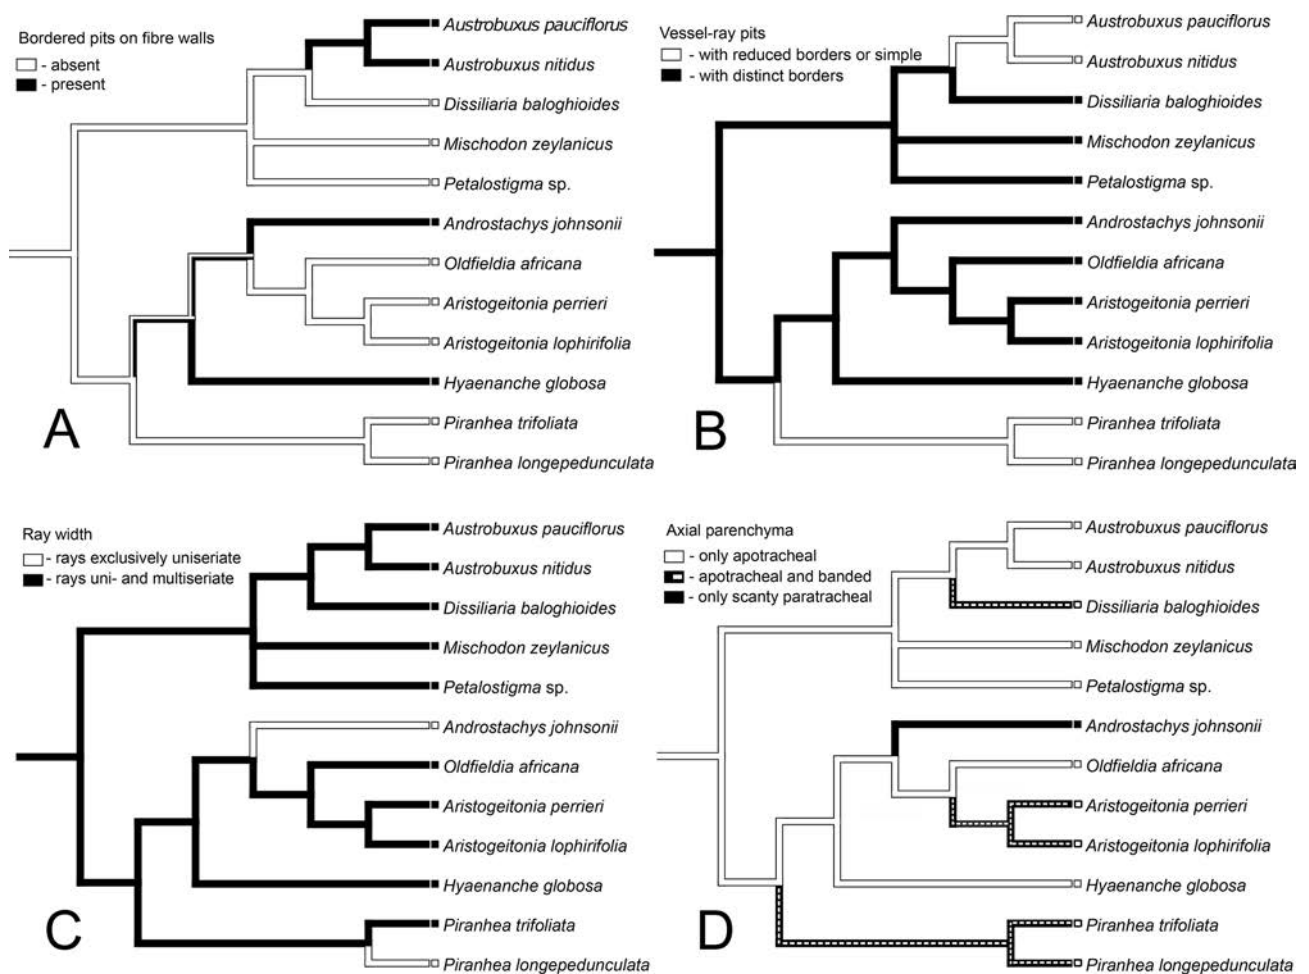 Bordered pits on fibre walls
- absent
- present
Austrobuxus pauciflorus
Austrobuxus nitidus
Dissiliaria baloghioides
Mischodon zeylanicus
Petalostigma sp.
Androstachys johnsonii
Oldfieldia africana
Aristogeitonia perrieri
Aristogeitonia lophirifolia
Hyaenanche globosa
Piranhea trifoliata
Piranhea longepedunculata
A
Vessel-ray pits
- with reduced borders or simple
- with distinct borders
Austrobuxus pauciflorus
Austrobuxus nitidus
Dissiliaria baloghioides
Mischodon zeylanicus
Petalostigma sp.
Androstachys johnsonii
Oldfieldia africana
Aristogeitonia perrieri
Aristogeitonia lophirifolia
Hyaenanche globosa
Piranhea trifoliata
Piranhea longepedunculata
B
Ray width
- rays exclusively uniseriate
- rays uni- and multiseriate
Austrobuxus pauciflorus
Austrobuxus nitidus
Dissiliaria baloghioides
Mischodon zeylanicus
Petalostigma sp.
Androstachys johnsonii
Oldfieldia africana
Aristogeitonia perrieri
Aristogeitonia lophirifolia
Hyaenanche globosa
Piranhea trifoliata
Piranhea longepedunculata
C
Axial parenchyma
- only apotracheal
- apotracheal and banded
- only scanty paratracheal
Austrobuxus pauciflorus
Austrobuxus nitidus
Dissiliaria baloghioides
Mischodon zeylanicus
Petalostigma sp.
Androstachys johnsonii
Oldfieldia africana
Aristogeitonia perrieri
Aristogeitonia lophirifolia
Hyaenanche globosa
Piranhea trifoliata
Piranhea longepedunculata
D